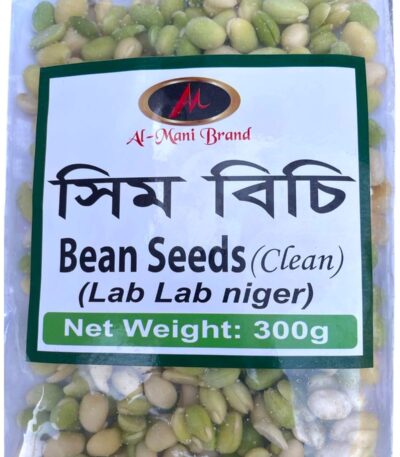 M
Al-Mani Brand
সিম বিচি
Bean Seeds (Clean)
(Lab Lab niger)
Net Weight: 300g